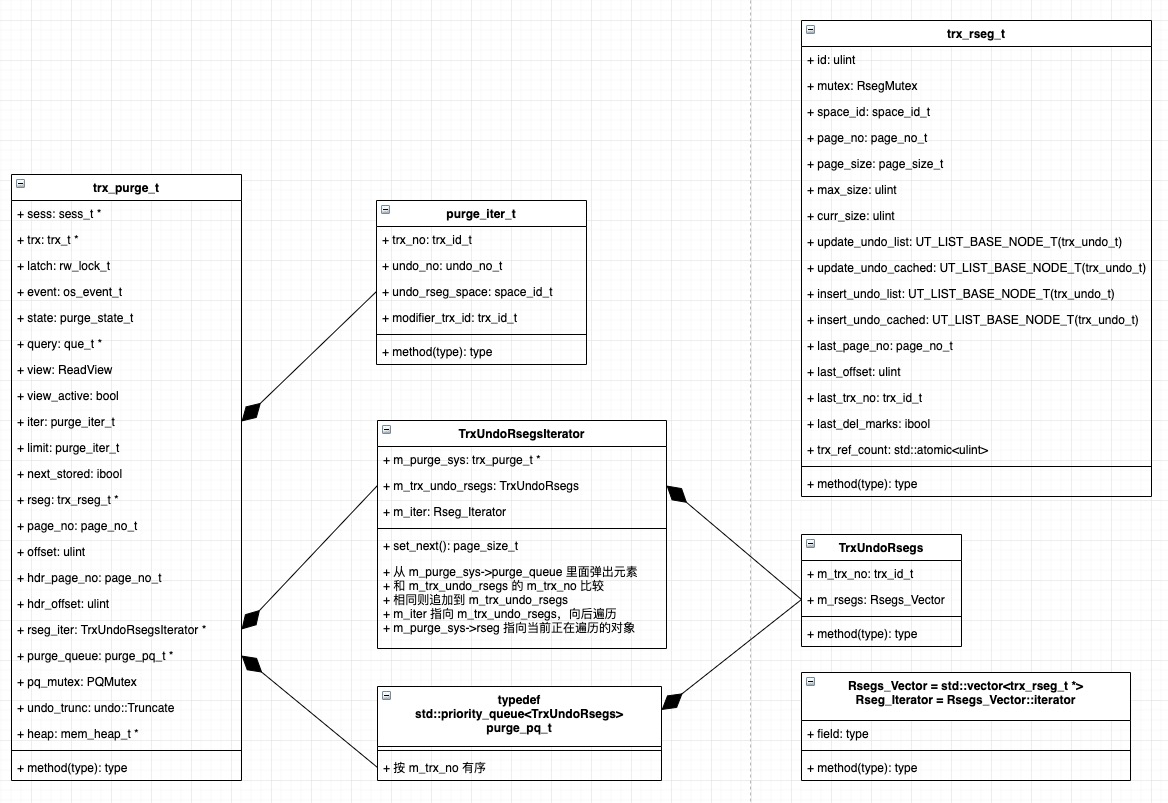 trx_purge_t
+ sess: sess_t *
+ trx: trx_t *
+ latch: rw_lock_t
+ event: os_event_t
+ state: purge_state_t
+ query: que_t *
+ view: ReadView
+ view_active: bool
+ iter: purge_iter_t
+ limit: purge_iter_t
+ next_stored: ibool
+ rseg: trx_rseg_t *
+ page_no: page_no_t
+ offset: ulint
+ hdr_page_no: page_no_t
+ hdr_offset: ulint
+ rseg_iter: TrxUndoRsegsIterator *
+ purge_queue: purge_pq_t *
+ pq_mutex: PQMutex
+ undo_trunc: undo::Truncate
+ heap: mem_heap_t *
+ method(type): type
purge_iter_t
+ trx_no: trx_id_t
+ undo_no: undo_no_t
+ undo_rseg_space: space_id_t
+ modifier_trx_id: trx_id_t
+ method(type): type
TrxUndoRsegsIterator
+ m_purge_sys: trx_purge_t *
+ m_trx_undo_rsegs: TrxUndoRsegs
+ m_iter: Rseg_Iterator
+ set_next(): page_size_t
+ 从 m_purge_sys->purge_queue 里面弹出元素
+ 和 m_trx_undo_rsegs 的 m_trx_no 比较
+ 相同则追加到 m_trx_undo_rsegs
+ m_iter 指向 m_trx_undo_rsegs，向后遍历
+ m_purge_sys->rseg 指向当前正在遍历的对象
typedef
std::priority_queue<TrxUndoRsegs>
purge_pq_t
+ 按 m_trx_no 有序
trx_rseg_t
+ id: ulint
+ mutex: RsegMutex
+ space_id: space_id_t
+ page_no: page_no_t
+ page_size: page_size_t
+ max_size: ulint
+ curr_size: ulint
+ update_undo_list: UT_LIST_BASE_NODE_T(trx_undo_t)
+ update_undo_cached: UT_LIST_BASE_NODE_T(trx_undo_t)
+ insert_undo_list: UT_LIST_BASE_NODE_T(trx_undo_t)
+ insert_undo_cached: UT_LIST_BASE_NODE_T(trx_undo_t)
+ last_page_no: page_no_t
+ last_offset: ulint
+ last_trx_no: trx_id_t
+ last_del_marks: ibool
+ trx_ref_count: std::atomic<ulint>
+ method(type): type
TrxUndoRsegs
+ m_trx_no: trx_id_t
+ m_rsegs: Rsegs_Vector
+ method(type): type
Rsegs_Vector = std::vector<trx_rseg_t *>
Rseg_Iterator = Rsegs_Vector::iterator
+ field: type
+ method(type): type